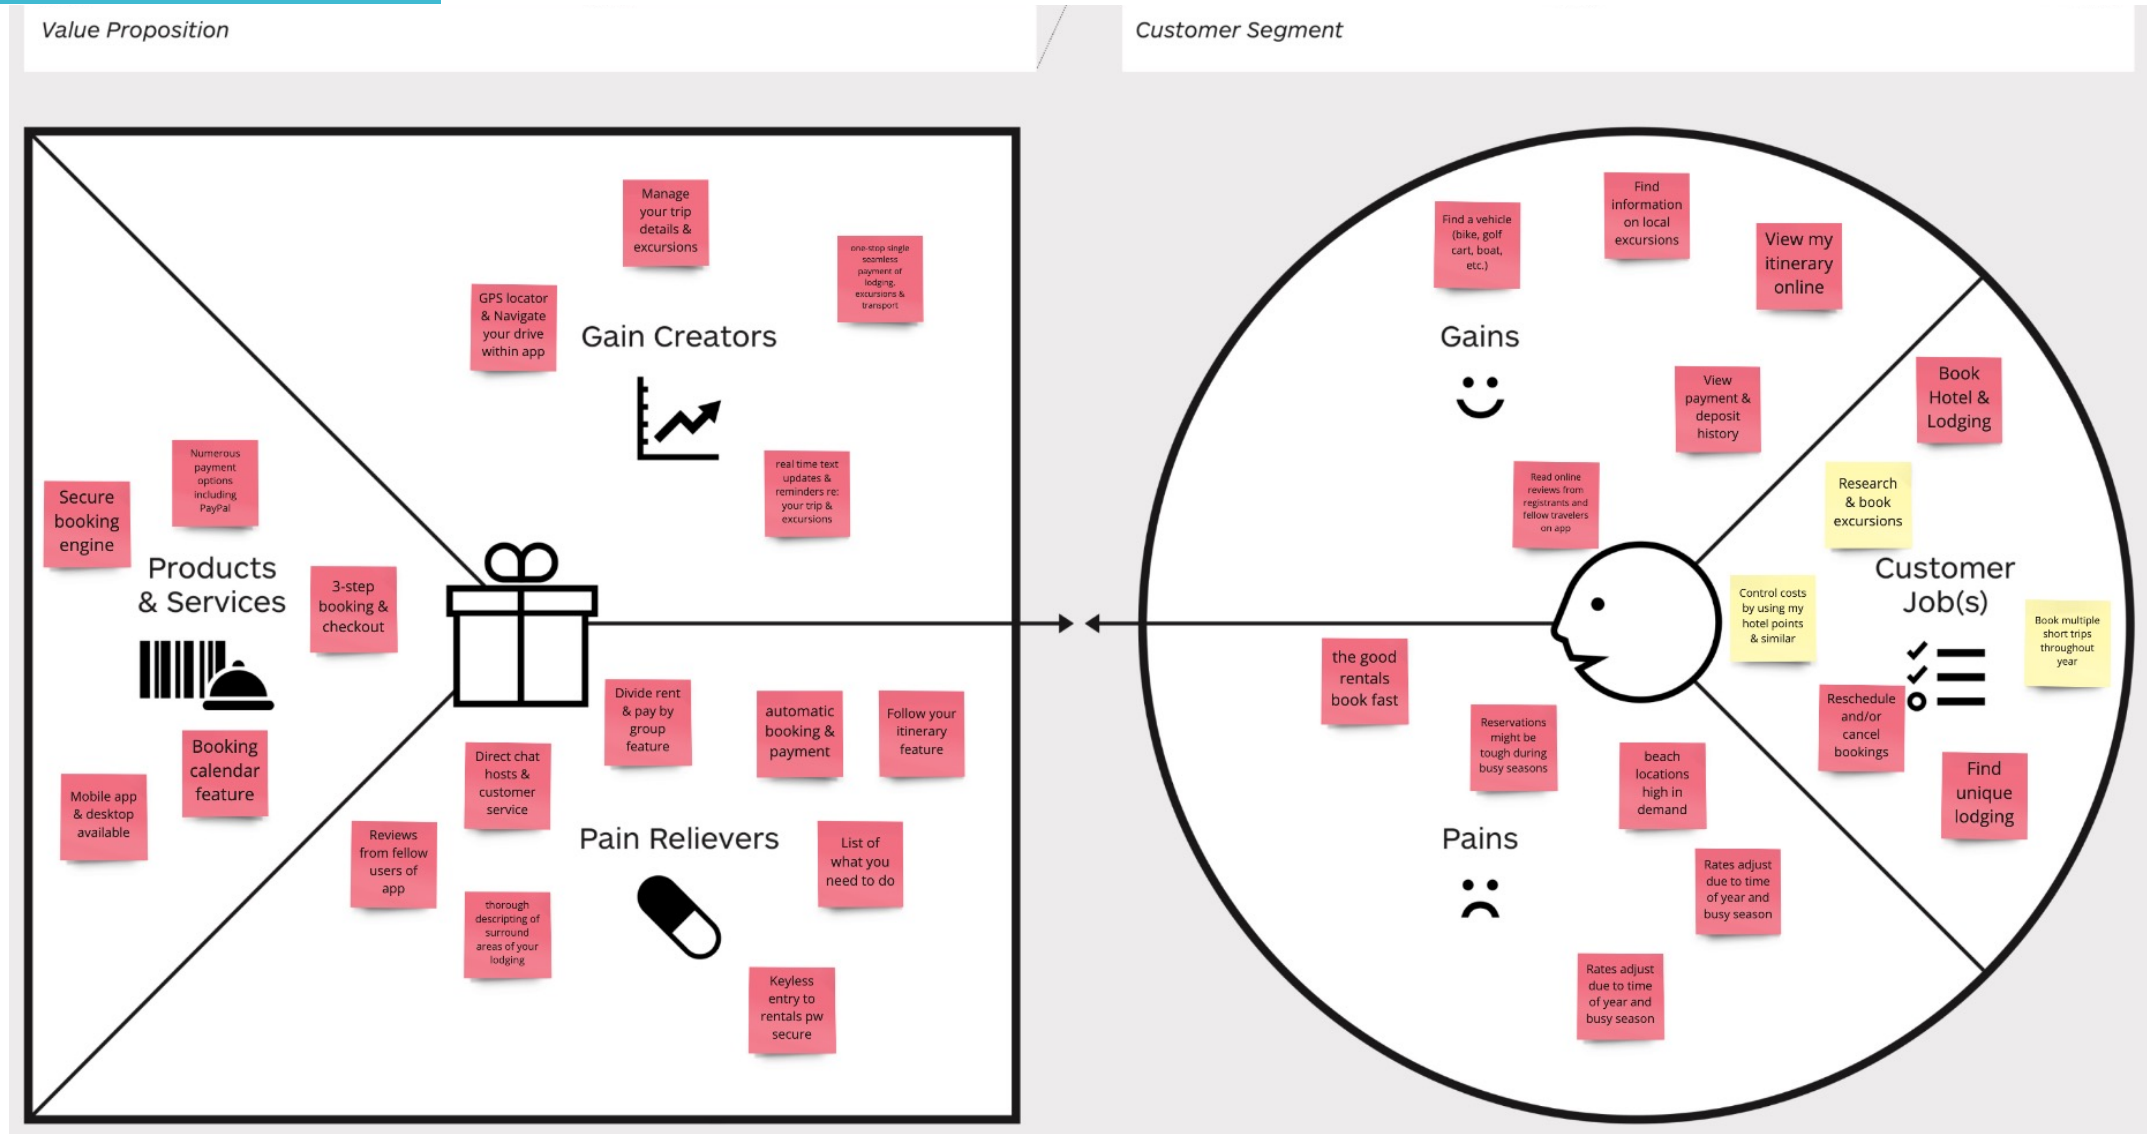 Value Proposition
Customer Segment
Manage
your trip
details &
excursions
one-stop single
seamless
payment of
lodging,
excursions &
transport
GPS locator
& Navigate
your drive
within app
Gain Creators
real time text
updates &
reminders re:
your trip &
excursions
Numerous
payment
options
including
PayPal
Secure
booking
engine
Products
& Services
3-step
booking &
checkout
Booking
calendar
feature
Mobile app
& desktop
available
Divide rent
& pay by
group
feature
automatic
booking &
payment
Follow your
itinerary
feature
Direct chat
hosts &
customer
service
Reviews
from fellow
users of
app
Pain Relievers
List of
what you
need to do
thorough
descripting of
surround
areas of your
lodging
Keyless
entry to
rentals pw
secure
Find a vehicle
(bike, golf
cart, boat,
etc.)
Find
information
on local
excursions
View my
itinerary
online
Gains
View
payment &
deposit
history
Read online
reviews from
registrants and
fellow travelers
on app
Book
Hotel &
Lodging
Research
& book
excursions
Customer
Job(s)
Control costs
by using my
hotel points
& similar
Book multiple
short trips
throughout
year
Reschedule
and/or
cancel
bookings
Find
unique
lodging
the good
rentals
book fast
Reservations
might be
tough during
busy seasons
beach
locations
high in
demand
Pains
Rates adjust
due to time
of year and
busy season
Rates adjust
due to time
of year and
busy season